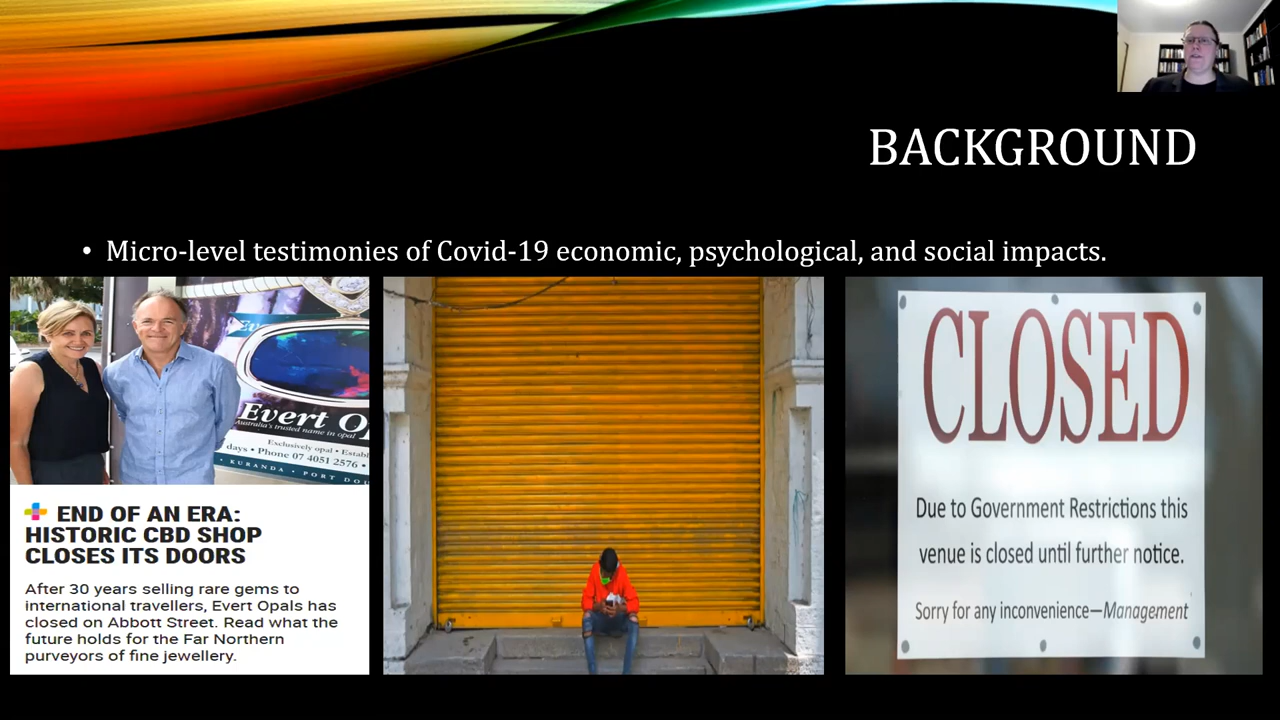 BACKGROUND
• Micro-level testimonies of Covid-19 economic, psychological, and social impacts.
Evert O
Australia's trusted name in opal
Exclusively opal •
days • Phone 07 4051 2576 •
• KURANDA • PORT
END OF AN ERA:
HISTORIC CBD SHOP
CLOSES ITS DOORS
After 30 years selling rare gems to
international travellers, Evert Opals has
closed on Abbott Street. Read what the
future holds for the Far Northern
purveyors of fine jewellery.
CLOSED
Due to Government Restrictions this
venue is closed until further notice.
Sorry for any inconvenience—Management